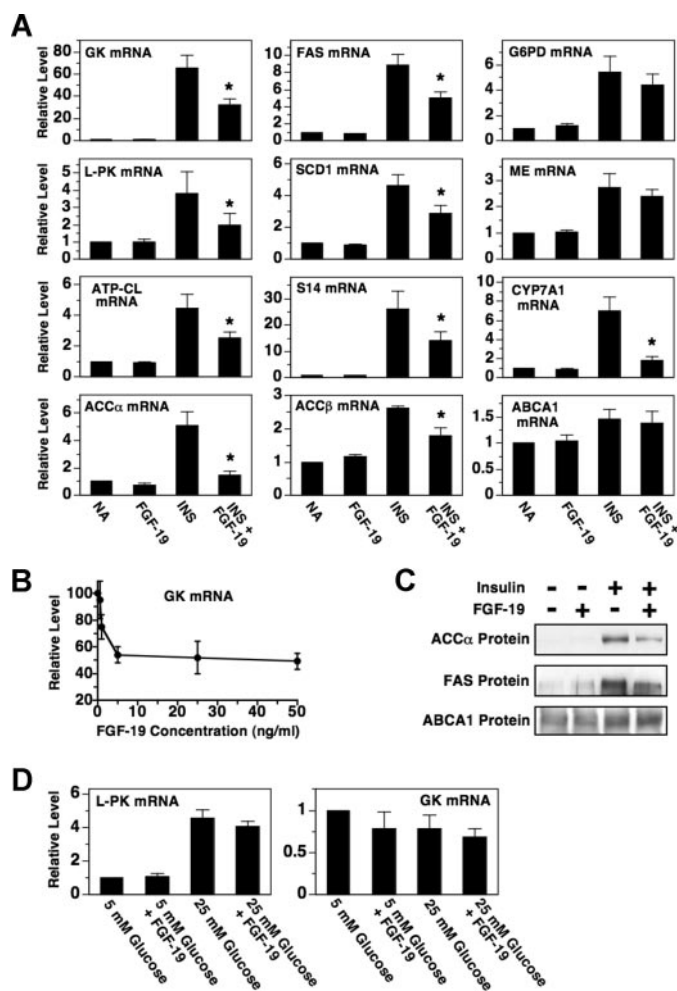 A
GK mRNA
FAS mRNA
G6PD mRNA
Relative Level
80
60
40
20
0
10
8
6
4
2
0
8
6
4
2
0
*
*
L-PK mRNA
SCD1 mRNA
ME mRNA
Relative Level
4
3
2
1
0
6
4
2
0
3
2
1
0
*
*
ATP-CL
mRNA
S14 mRNA
CYP7A1
mRNA
Relative Level
6
4
2
0
30
20
10
0
8
6
4
2
0
*
*
*
ACCα mRNA
ACCβ mRNA
ABCA1
mRNA
Relative Level
6
4
2
0
3
2
1
0
1.5
1
0.5
0
*
*
NA
FGF-19
INS
INS +
FGF-19
NA
FGF-19
INS
INS +
FGF-19
NA
FGF-19
INS
INS +
FGF-19
B
GK mRNA
Relative Level
100
80
60
40
20
0
0 10 20 30 40 50
FGF-19 Concentration (ng/ml)
C
Insulin - - + +
FGF-19 - + - +
ACCα Protein
FAS Protein
ABCA1 Protein
D
L-PK mRNA
GK mRNA
Relative Level
6
4
2
0
1
0.5
0
5 mM Glucose
5 mM Glucose
+ FGF-19
25 mM Glucose
25 mM Glucose
+ FGF-19
5 mM Glucose
5 mM Glucose
+ FGF-19
25 mM Glucose
25 mM Glucose
+ FGF-19